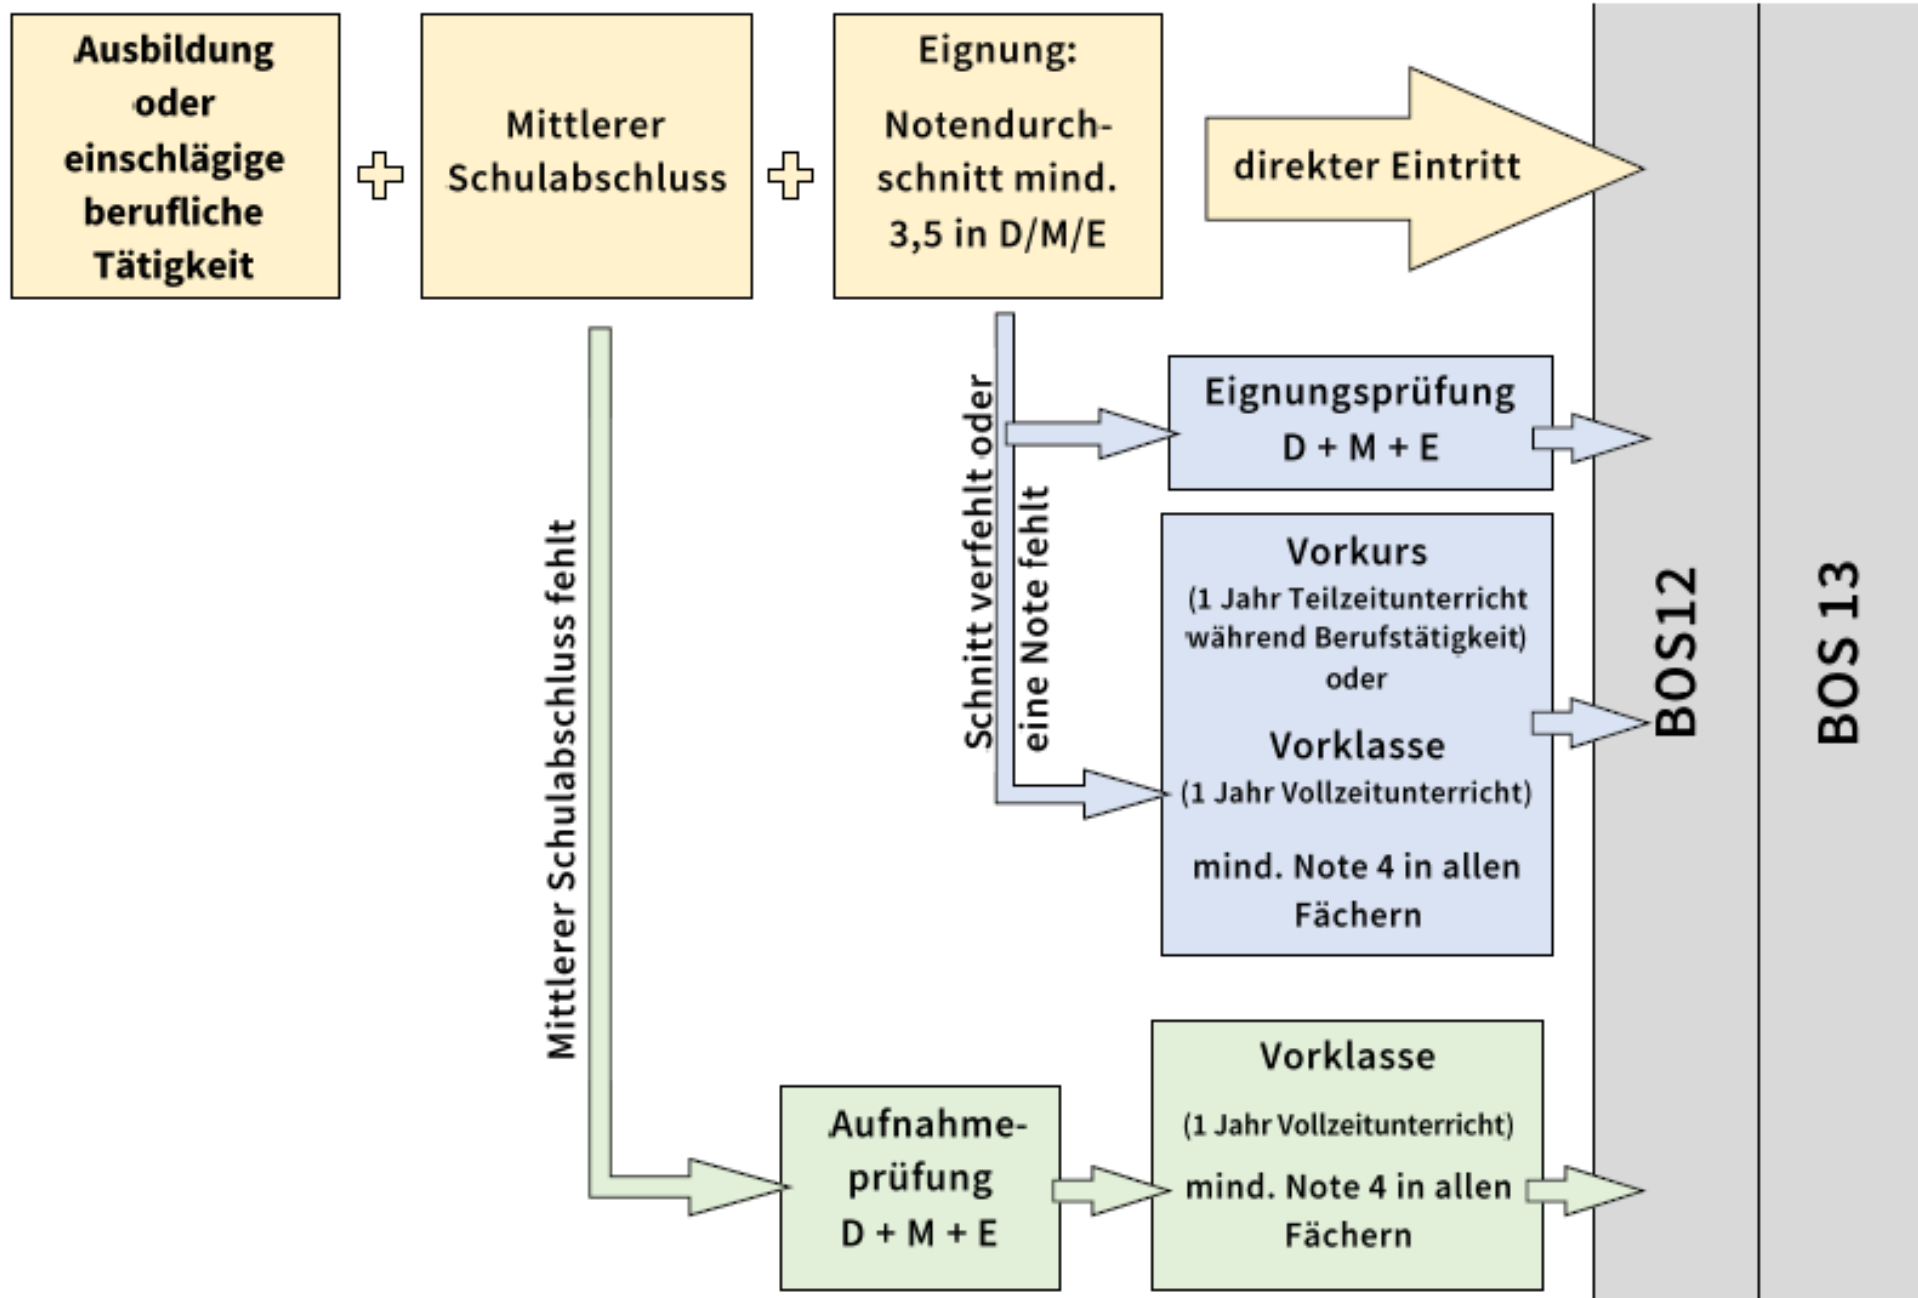 Ausbildung
oder
einschlägige
berufliche
Tätigkeit
Mittlerer
Schulabschluss
Eignung:
Notendurch-
schnitt mind.
3,5 in D/M/E
direkter Eintritt
Schnitt verfehlt oder
eine Note fehlt
Eignungsprüfung
D + M + E
Vorkurs
(1 Jahr Teilzeitunterricht
während Berufstätigkeit)
oder
Vorklasse
(1 Jahr Vollzeitunterricht)
mind. Note 4 in allen
Fächern
Mittlerer Schulabschluss fehlt
Aufnahme-
prüfung
D + M + E
Vorklasse
(1 Jahr Vollzeitunterricht)
mind. Note 4 in allen
Fächern
BOS12
BOS 13